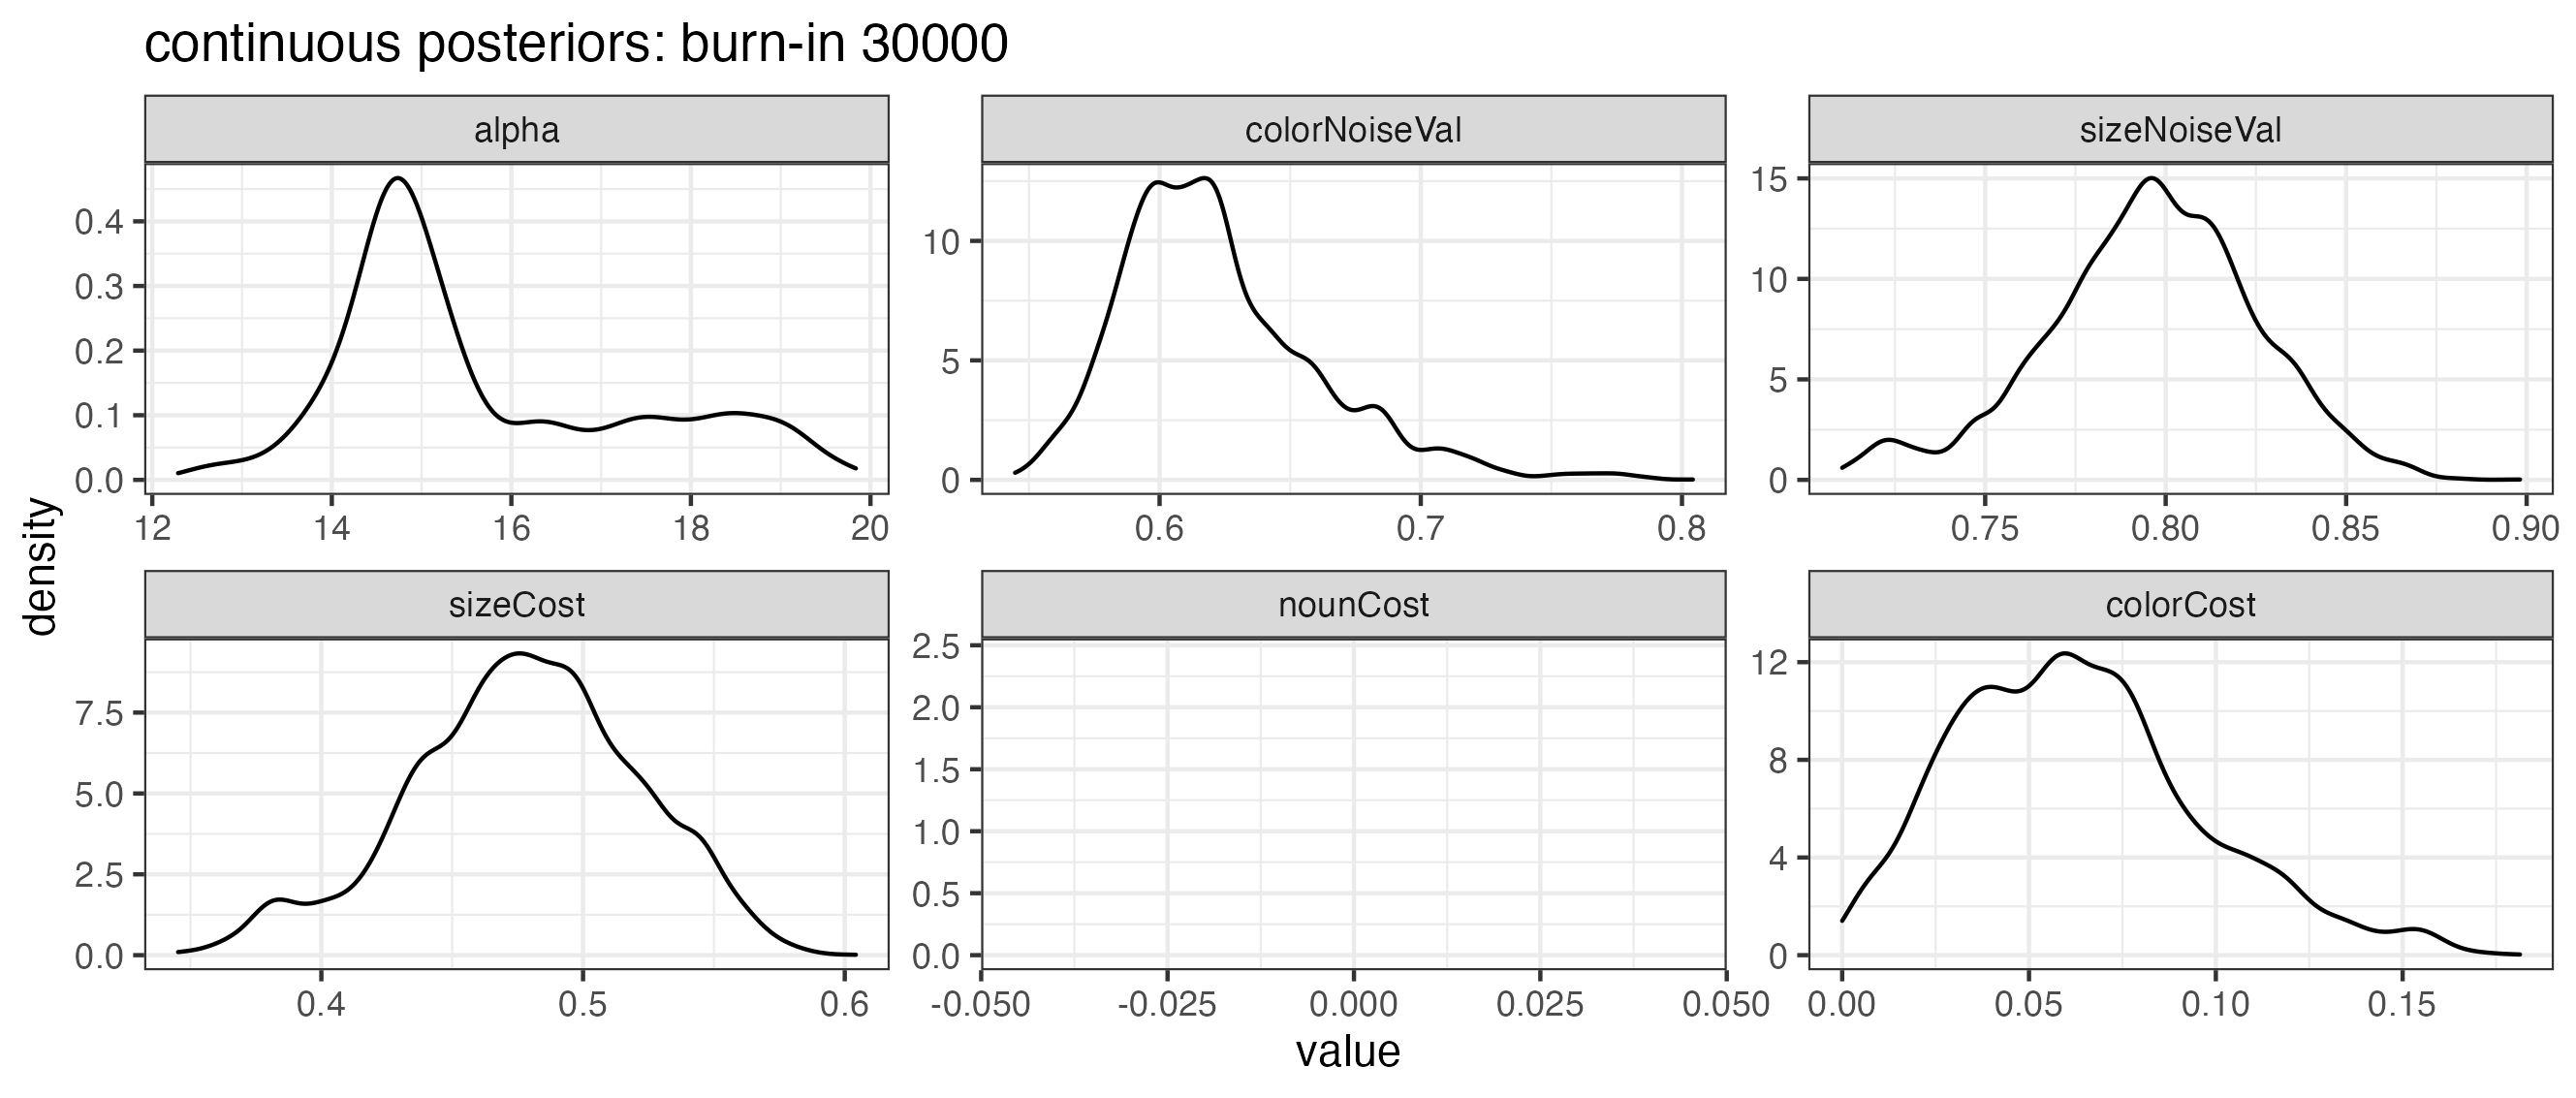 continuous posteriors: burn-in 30000
alpha
colorNoiseVal
sizeNoiseVal
0.4
0.3
0.2
0.1
0.0
12 14 16 18 20
10
5
0
0.6 0.7 0.8
15
10
5
0
0.75 0.80 0.85 0.90
density
sizeCost
nounCost
colorCost
7.5
5.0
2.5
0.0
0.4 0.5 0.6
2.5
2.0
1.5
1.0
0.5
0.0
-0.050 -0.025 0.000 0.025 0.050
12
8
4
0
0.00 0.05 0.10 0.15
value